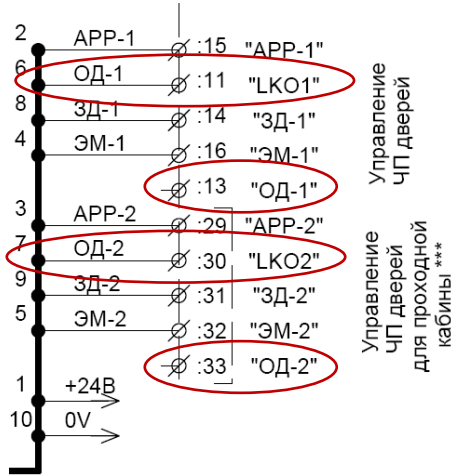 2 АРР-1 :15 "АРР-1"
6 ОД-1 :11 "LKO1"
8 ЗД-1 :14 "ЗД-1"
4 ЭМ-1 :16 "ЭМ-1"
:13 "ОД-1"
Управление
ЧП дверей
3 АРР-2 :29 "АРР-2"
7 ОД-2 :30 "LKO2"
9 ЗД-2 :31 "ЗД-2"
5 ЭМ-2 :32 "ЭМ-2"
:33 "ОД-2"
Управление
ЧП дверей
для проходной
кабины ***
1 +24В
10 0V